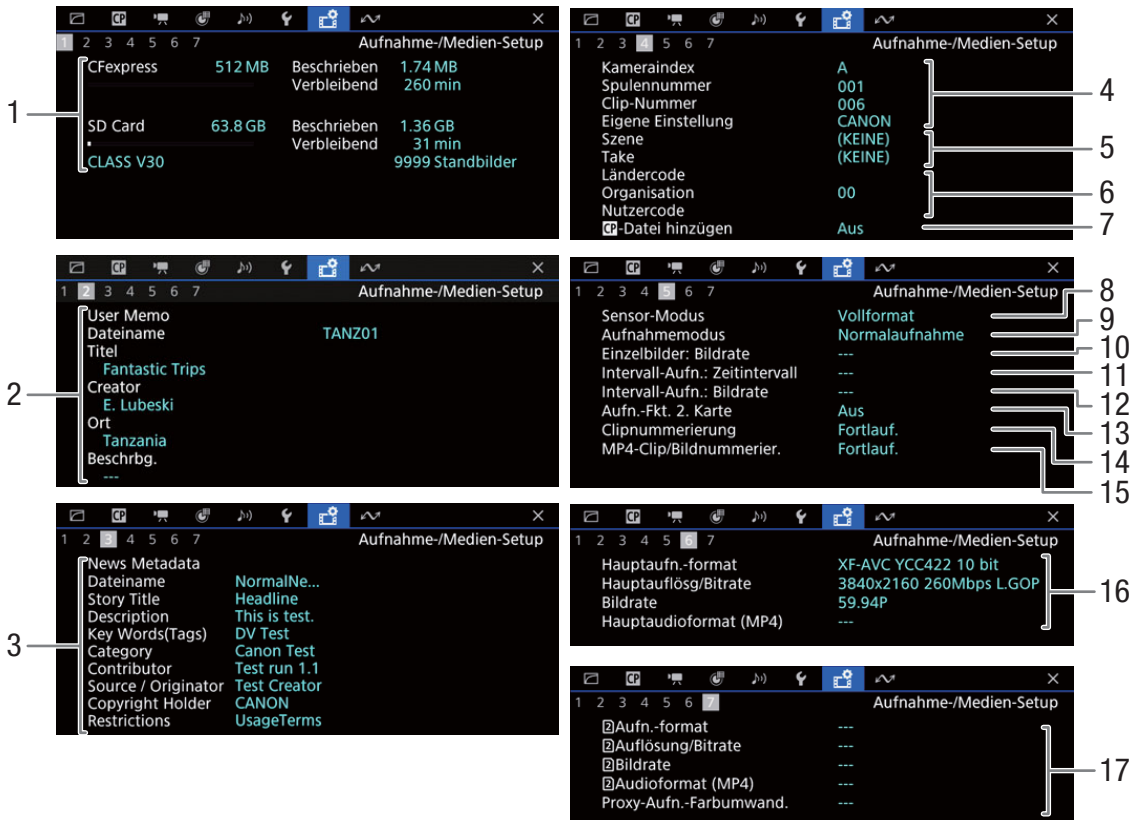 CP
1 2 3 4 5 6 7 Aufnahme-/Medien-Setup
CFexpress 512 MB Beschrieben 1.74 MB
Verbleibend 260 min
SD Card 63.8 GB Beschrieben 1.36 GB
Verbleibend 31 min
CLASS V30 9999 Standbilder
1
CP
1 2 3 4 5 6 7 Aufnahme-/Medien-Setup
User Memo
Dateiname TANZ01
Titel
Fantastic Trips
Creator
E. Lubeski
Ort
Tanzania
Beschrbg.
---
2
CP
1 2 3 4 5 6 7 Aufnahme-/Medien-Setup
News Metadata
Dateiname NormalNe...
Story Title Headline
Description This is test.
Key Words(Tags) DV Test
Category Canon Test
Contributor Test run 1.1
Source / Originator Test Creator
Copyright Holder CANON
Restrictions UsageTerms
3
CP
1 2 3 4 5 6 7 Aufnahme-/Medien-Setup
Kameraindex A
Spulennummer 001
Clip-Nummer 006
Eigene Einstellung CANON
Szene (KEINE)
Take (KEINE)
Ländercode
Organisation 00
Nutzercode
CP-Datei hinzügen Aus
4
5
6
7
CP
1 2 3 4 5 6 7 Aufnahme-/Medien-Setup
Sensor-Modus Vollformat
Aufnahmemodus Normalaufnahme
Einzelbilder: Bildrate ---
Intervall-Aufn.: Zeitintervall ---
Intervall-Aufn.: Bildrate ---
Aufn.-Fkt. 2. Karte Aus
Clipnummerierung Fortlauf.
MP4-Clip/Bildnummerier. Fortlauf.
8
9
10
11
12
13
14
15
CP
1 2 3 4 5 6 7 Aufnahme-/Medien-Setup
Hauptaufn.-format XF-AVC YCC422 10 bit
Hauptauflösg/Bitrate 3840x2160 260Mbps L.GOP
Bildrate 59.94P
Hauptaudioformat (MP4) ---
16
CP
1 2 3 4 5 6 7 Aufnahme-/Medien-Setup
2Aufn.-format ---
2Auflösung/Bitrate ---
2Bildrate ---
2Audioformat (MP4) ---
Proxy-Aufn.-Farbumwand. ---
17